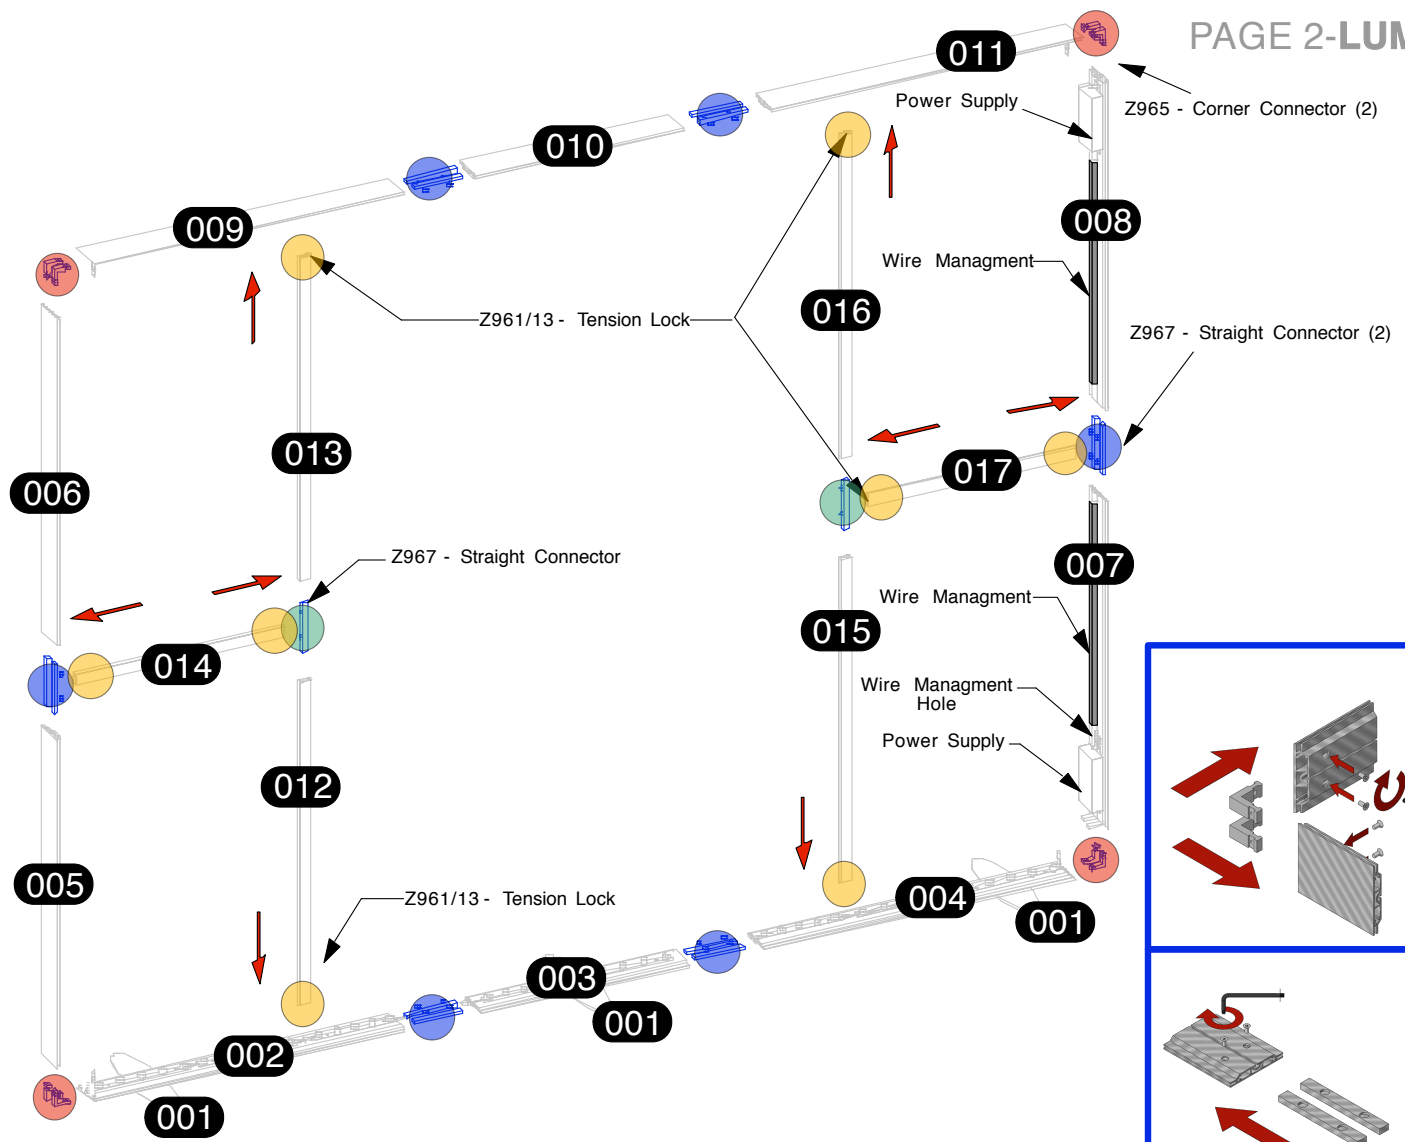 PAGE 2-LUM
011
Power Supply
Z965 - Corner Connector (2)
010
009
008
Wire Managment
016
Z961/13 - Tension Lock
Z967 - Straight Connector (2)
013
017
006
Z967 - Straight Connector
007
Wire Managment
015
014
Wire Managment
Hole
Power Supply
012
005
Z961/13 - Tension Lock
004
001
003
001
002
001